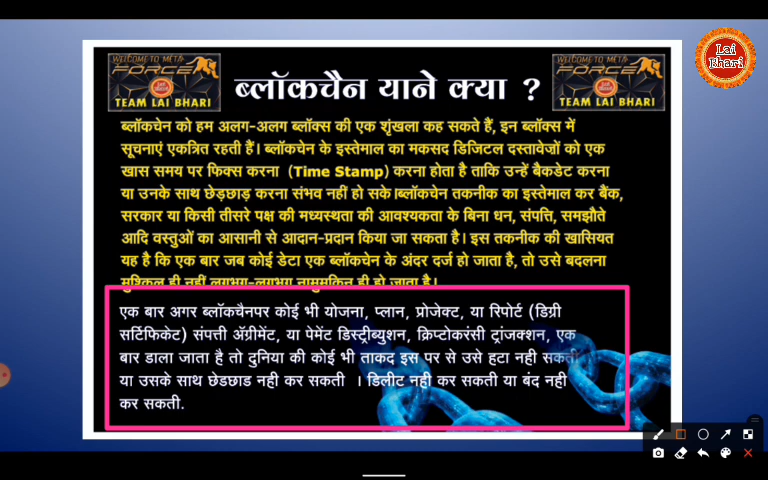 WELCOME TO META
FORCE
TEAM LAI BHARI
ब्लॉकचैन याने क्या ?
WELCOME TO META
FORCE
TEAM LAI BHARI
Lai
Bhari
ब्लॉकचेन को हम अलग-अलग ब्लॉक्स की एक शृंखला कह सकते हैं, इन ब्लॉक्स में
सूचनाएं एकत्रित रहती हैं। ब्लॉकचेन के इस्तेमाल का मकसद डिजिटल दस्तावेज़ों को एक
खास समय पर फिक्स करना (Time Stamp) करना होता है ताकि उन्हें बैकडेट करना
या उनके साथ छेड़छाड़ करना संभव नहीं हो सके।ब्लॉकचेन तकनीक का इस्तेमाल कर बैंक,
सरकार या किसी तीसरे पक्ष की मध्यस्थता की आवश्यकता के बिना धन, संपत्ति, समझौते
आदि वस्तुओं का आसानी से आदान-प्रदान किया जा सकता है। इस तकनीक की खासियत
यह है कि एक बार जब कोई डेटा एक ब्लॉकचेन के अंदर दर्ज हो जाता है, तो उसे बदलना
मुश्किल ही नहीं लगभग-लगभग नामुमकिन ही हो जाता है।
एक बार अगर ब्लॉकचैनपर कोई भी योजना, प्लान, प्रोजेक्ट, या रिपोर्ट (डिग्री
सर्टिफिकेट) संपत्ती ॲग्रीमेंट, या पेमेंट डिस्ट्रीब्युशन, क्रिप्टोकरंसी ट्रांजक्शन, एक
बार डाला जाता है तो दुनिया की कोई भी ताकद इस पर से उसे हटा नही सकती
या उसके साथ छेडछाड नही कर सकती । डिलीट नही कर सकती या बंद नही
कर सकती.